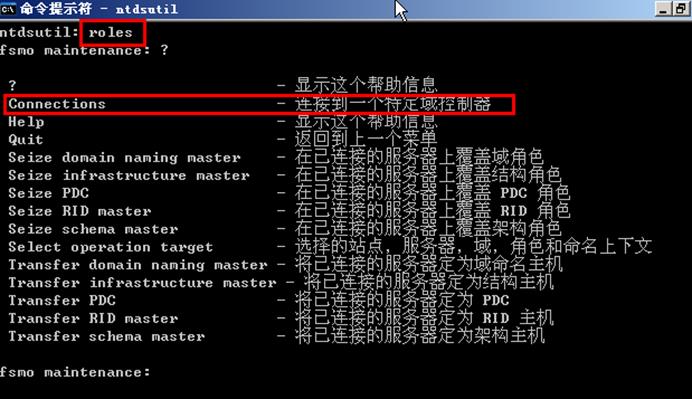 命令提示符 - ntdsutil
ntdsutil: roles
fsmo maintenance: ?
? - 显示这个帮助信息
Connections - 连接到一个特定域控制器
Help - 显示这个帮助信息
Quit - 返回到上一个菜单
Seize domain naming master - 在已连接的服务器上覆盖域角色
Seize infrastructure master - 在已连接的服务器上覆盖结构角色
Seize PDC - 在已连接的服务器上覆盖 PDC 角色
Seize RID master - 在已连接的服务器上覆盖 RID 角色
Seize schema master - 在已连接的服务器上覆盖架构角色
Select operation target - 选择的站点，服务器，域，角色和命名上下文
Transfer domain naming master - 将已连接的服务器定为域命名主机
Transfer infrastructure master - 将已连接的服务器定为结构主机
Transfer PDC - 将已连接的服务器定为 PDC
Transfer RID master - 将已连接的服务器定为 RID 主机
Transfer schema master - 将已连接的服务器定为架构主机
fsmo maintenance: